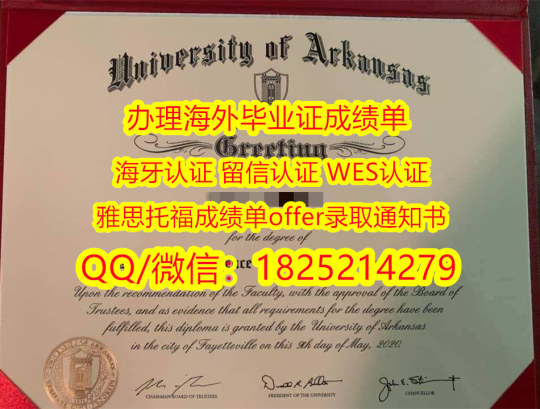 University of Arkansas
办理海外毕业证成绩单
Greeting
海牙认证 留信认证 WES认证
雅思托福成绩单offer录取通知书
for the degree of
QQ/微信：1825214279
Upon the recommendation of the Faculty, with the approval of the Board of
Trustees, and as evidence that all requirements for the degree have been
fulfilled, this diploma is granted by the University of Arkansas
in the city of Fayetteville on this 9th day of May, 2020.
CHAIRMAN BOARD OF TRUSTEES
PRESIDENT OF THE UNIVERSITY
CHANCELLOR